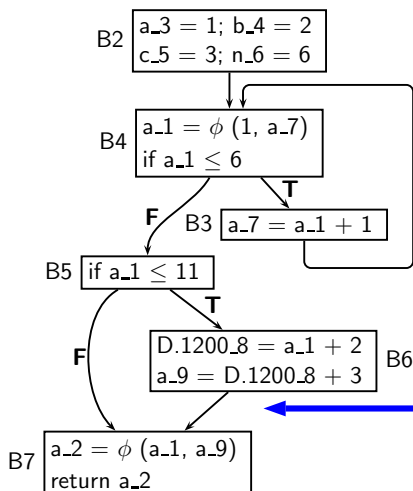 B2
a_3 = 1; b_4 = 2
c_5 = 3; n_6 = 6
B4
a_1 = ϕ (1, a_7)
if a_1 ≤ 6
F
T
B3
a_7 = a_1 + 1
B5
if a_1 ≤ 11
F
T
D.1200_8 = a_1 + 2
a_9 = D.1200_8 + 3
B6
B7
a_2 = ϕ (a_1, a_9)
return a_2